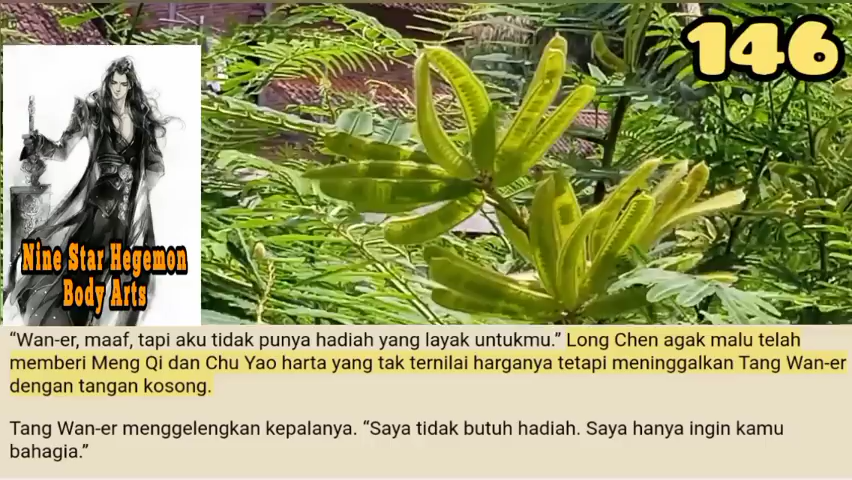 146
Nine Star Hegemon
Body Arts
“Wan-er, maaf, tapi aku tidak punya hadiah yang layak untukmu.” Long Chen agak malu telah
memberi Meng Qi dan Chu Yao harta yang tak ternilai harganya tetapi meninggalkan Tang Wan-er
dengan tangan kosong.
Tang Wan-er menggelengkan kepalanya. “Saya tidak butuh hadiah. Saya hanya ingin kamu
bahagia.”